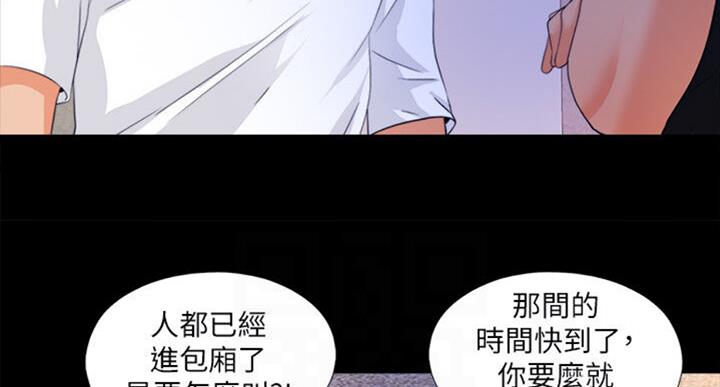 人都已經
進包廂了
那間的
時間快到了,
你要麼就